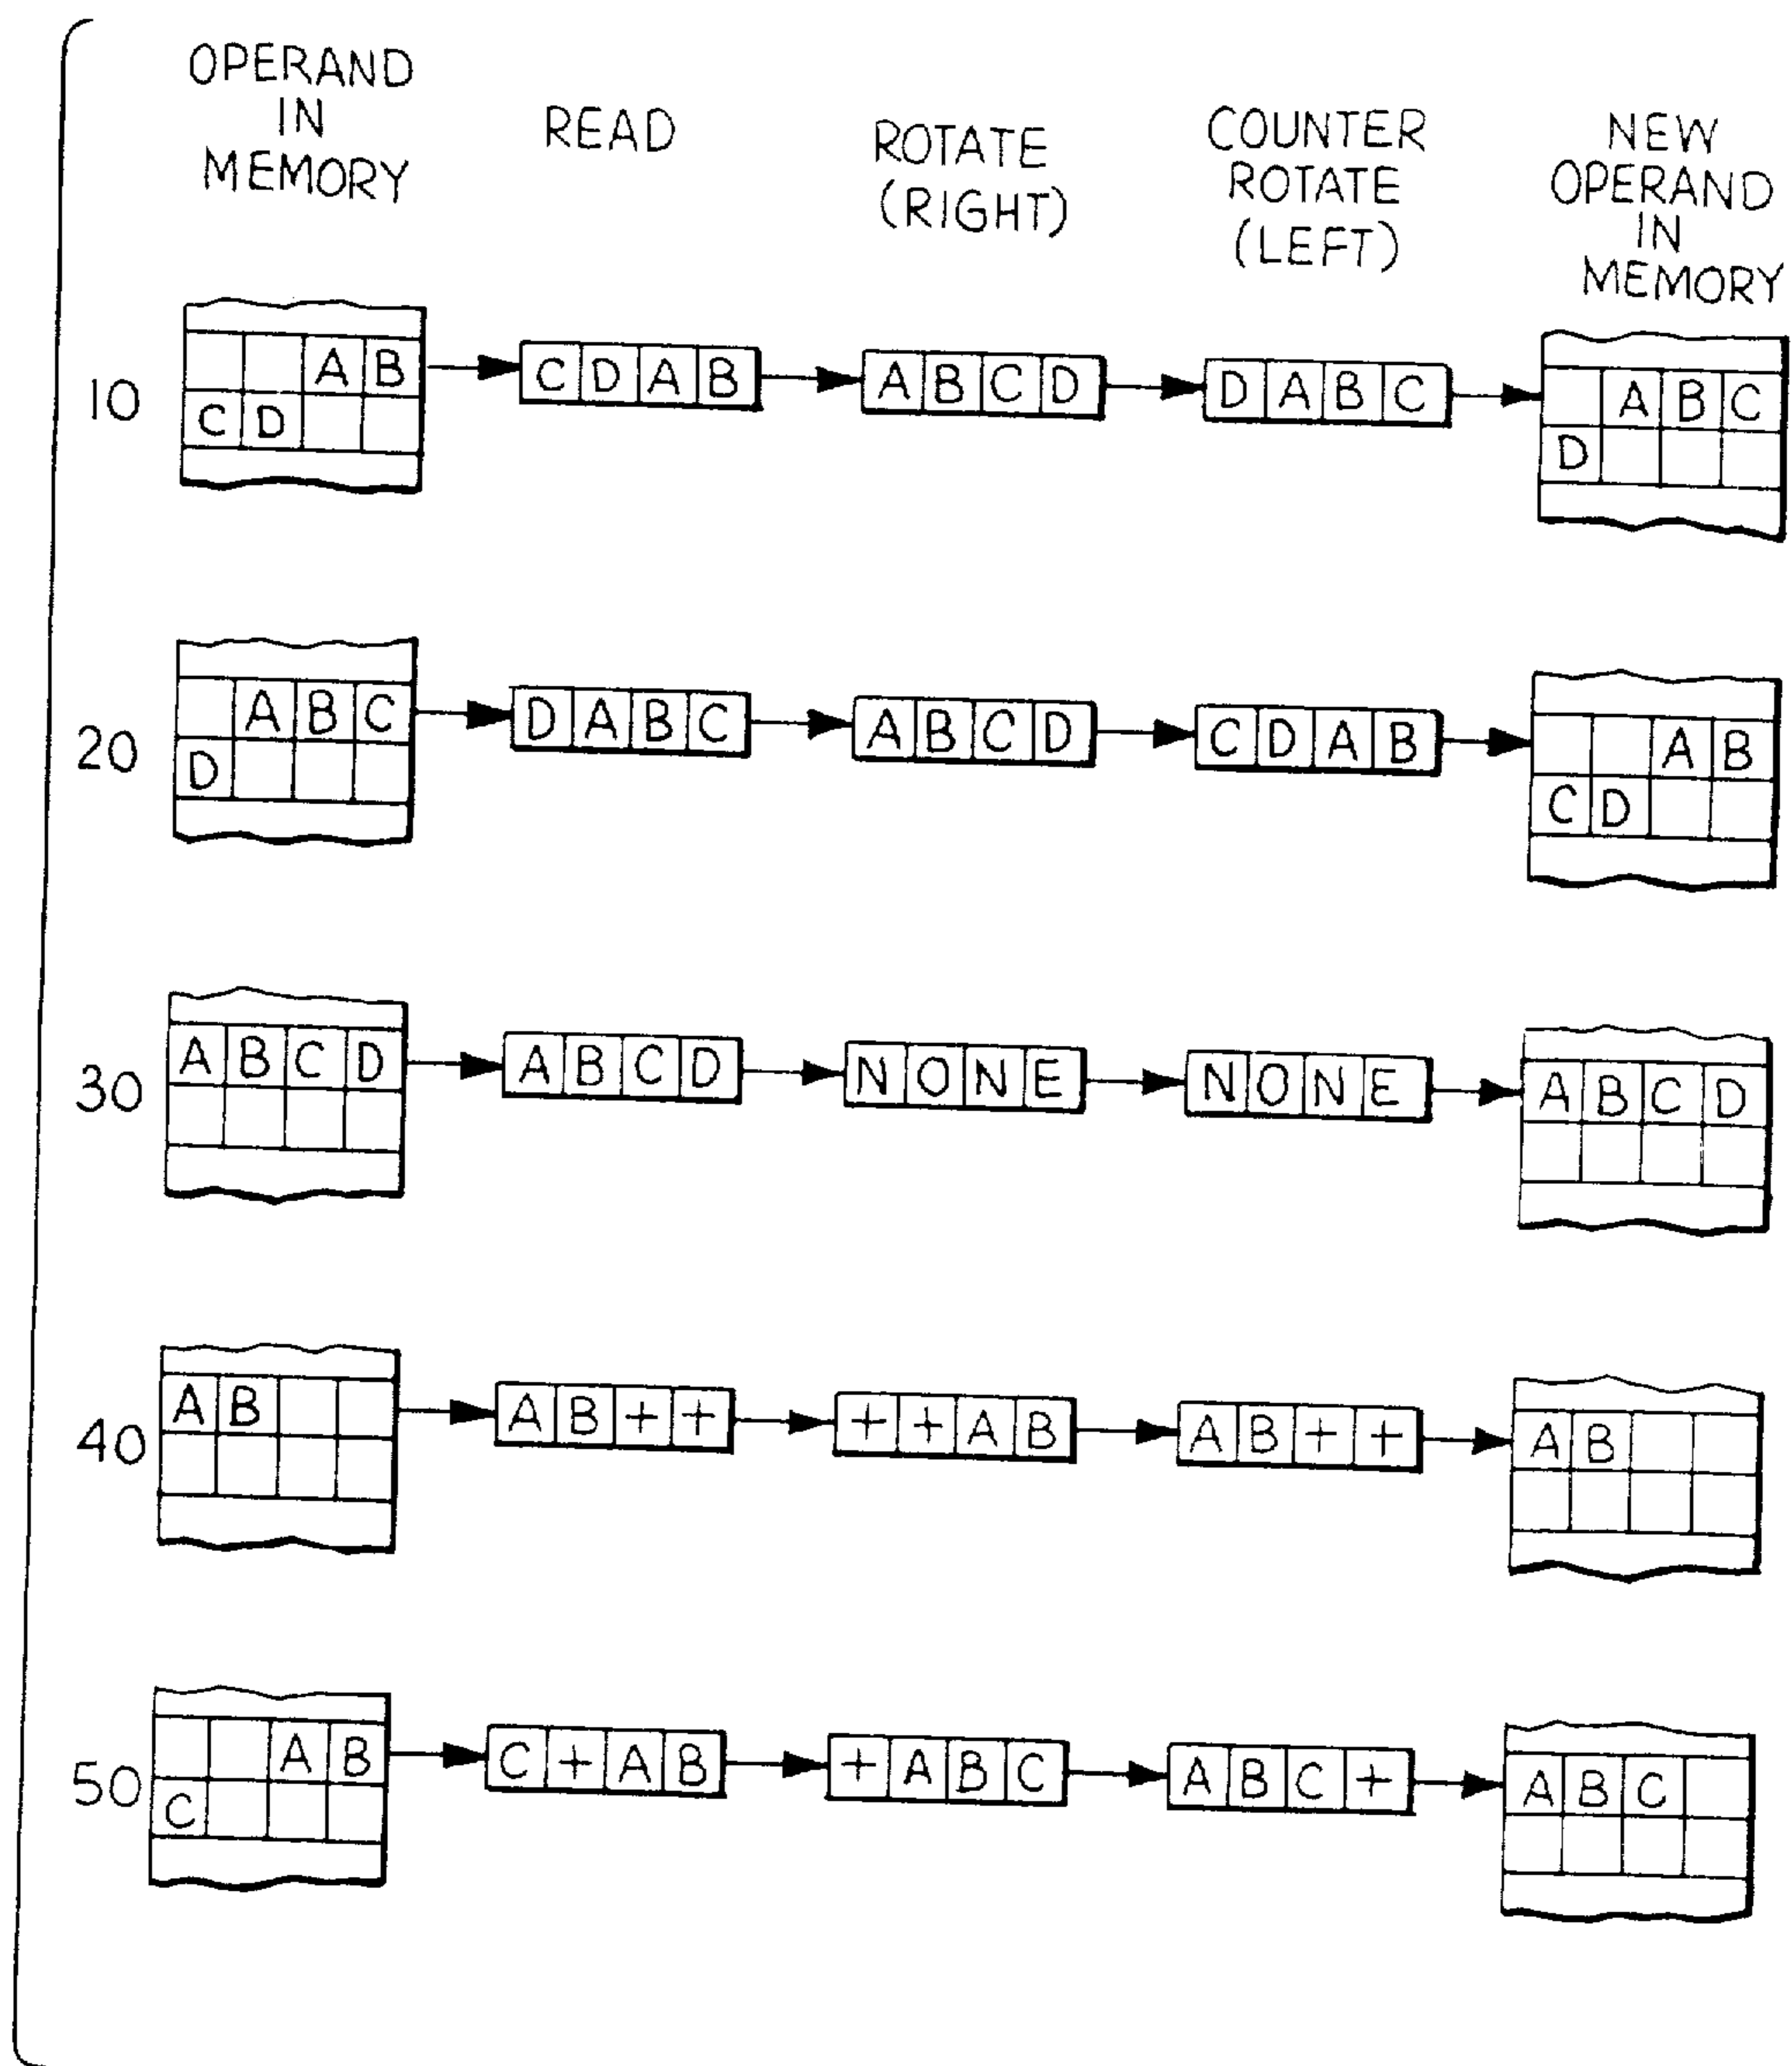 OPERAND
IN
MEMORY
READ
ROTATE
(RIGHT)
COUNTER
ROTATE
(LEFT)
NEW
OPERAND
IN
MEMORY
10
A B
C D
C D A B
A B C D
D A B C
A B C
D
20
A B C
D
D A B C
A B C D
C D A B
A B
C D
30
A B C D
A B C D
N O N E
N O N E
A B C D
40
A B
A B + +
+ + A B
A B + +
A B
50
A B
C
C + A B
+ A B C
A B C +
A B C